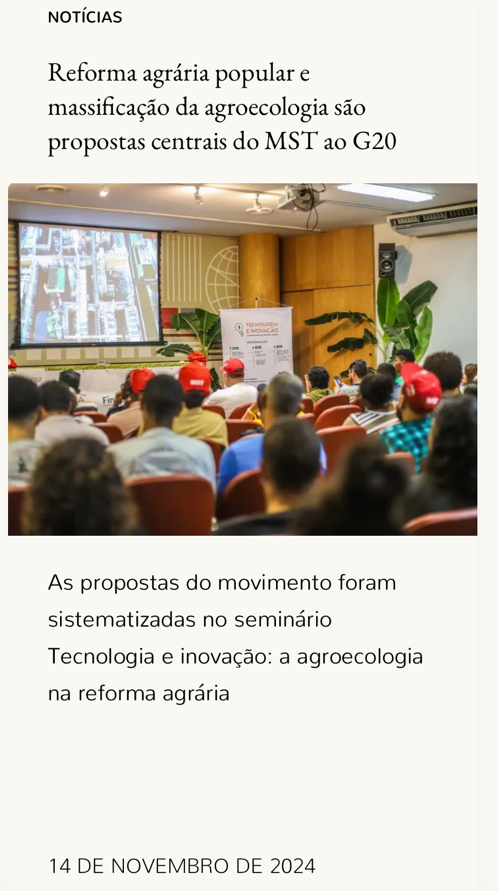 NOTÍCIAS
Reforma agrária popular e
massificação da agroecologia são
propostas centrais do MST ao G20
TECNOLOGIA
E INOVAÇÃO
As propostas do movimento foram
sistematizadas no seminário
Tecnologia e inovação: a agroecologia
na reforma agrária
14 DE NOVEMBRO DE 2024